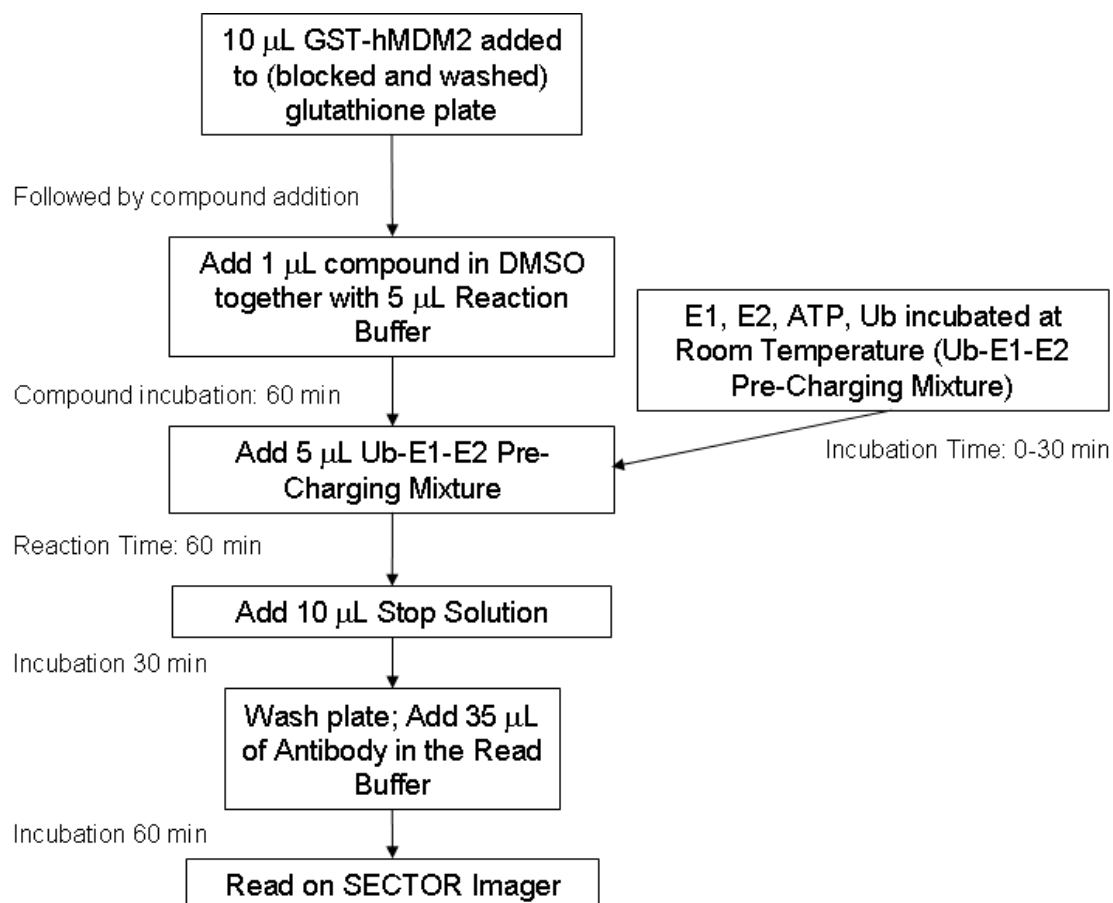 10 μL GST-hMDM2 added
to (blocked and washed)
glutathione plate
Followed by compound addition
Add 1 μL compound in DMSO
together with 5 μL Reaction
Buffer
E1, E2, ATP, Ub incubated at
Room Temperature (Ub-E1-E2
Pre-Charging Mixture)
Compound incubation: 60 min
Incubation Time: 0-30 min
Add 5 μL Ub-E1-E2 Pre-
Charging Mixture
Reaction Time: 60 min
Add 10 μL Stop Solution
Incubation 30 min
Wash plate; Add 35 μL
of Antibody in the Read
Buffer
Incubation 60 min
Read on SECTOR Imager